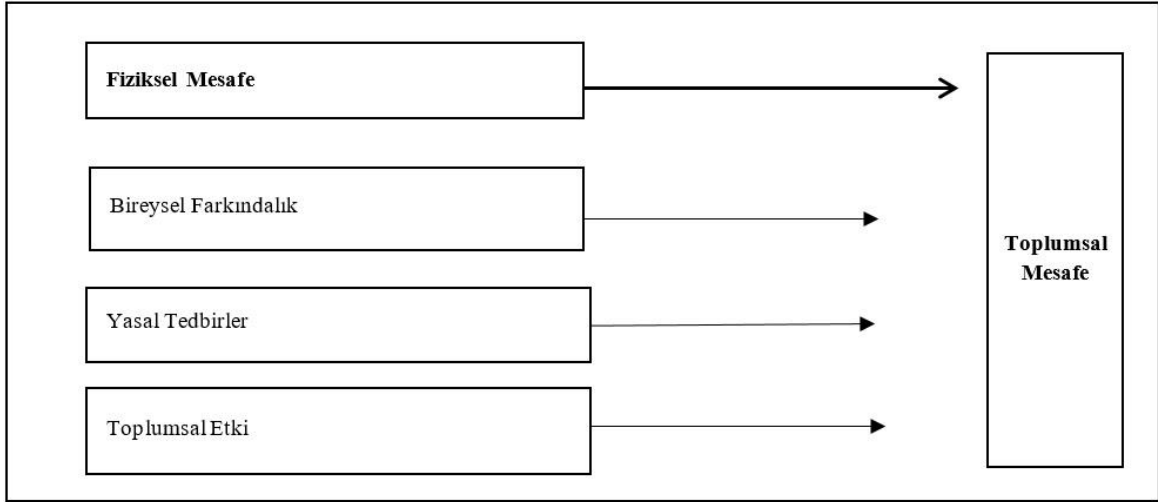 Fiziksel Mesafe
Bireysel Farkındalık
Yasal Tedbirler
Toplumsal Etki
Toplumsal
Mesafe